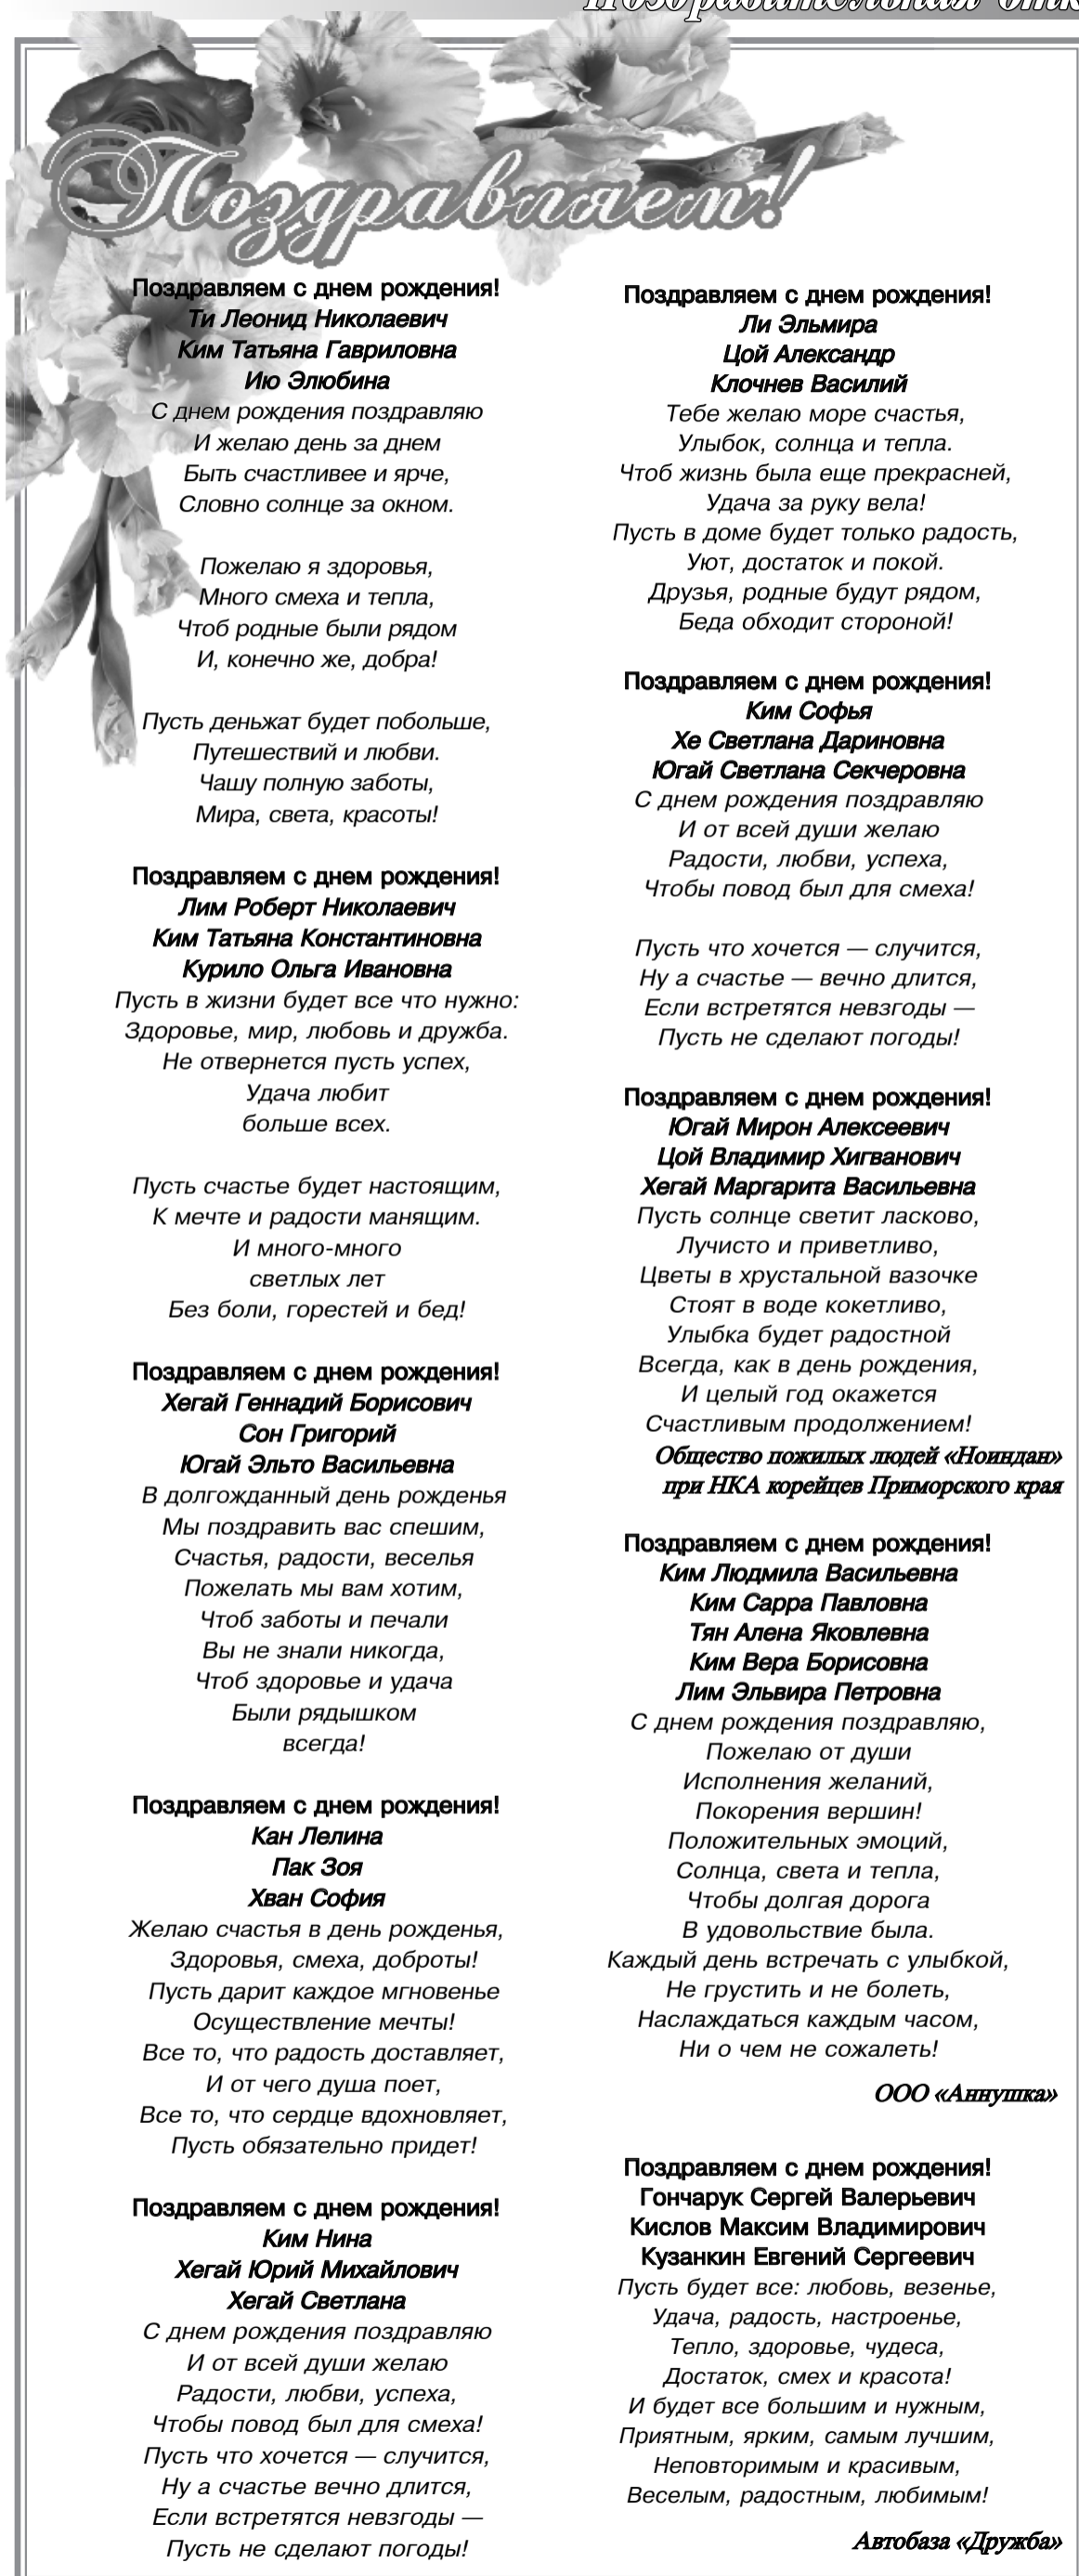 Поздравительная
Поздравляем!
Поздравляем с днем рождения!
Ти Леонид Николаевич
Ким Татьяна Гавриловна
Ию Элюбина
С днем рождения поздравляю
И желаю день за днем
Быть счастливее и ярче,
Словно солнце за окном.
Пожелаю я здоровья,
Много смеха и тепла,
Чтоб родные были рядом
И, конечно же, добра!
Пусть деньжат будет побольше,
Путешествий и любви.
Чашу полную заботы,
Мира, света, красоты!
Поздравляем с днем рождения!
Лим Роберт Николаевич
Ким Татьяна Константиновна
Курило Ольга Ивановна
Пусть в жизни будет все что нужно:
Здоровье, мир, любовь и дружба.
Не отвернется пусть успех,
Удача любит
больше всех.
Пусть счастье будет настоящим,
К мечте и радости манящим.
И много-много
светлых лет
Без боли, горестей и бед!
Поздравляем с днем рождения!
Хегай Геннадий Борисович
Сон Григорий
Югай Эльто Васильевна
В долгожданный день рожденья
Мы поздравить вас спешим,
Счастья, радости, веселья
Пожелать мы вам хотим,
Чтоб заботы и печали
Вы не знали никогда,
Чтоб здоровье и удача
Были рядышком
всегда!
Поздравляем с днем рождения!
Кан Лелина
Пак Зоя
Хван София
Желаю счастья в день рожденья,
Здоровья, смеха, доброты!
Пусть дарит каждое мгновенье
Осуществление мечты!
Все то, что радость доставляет,
И от чего душа поет,
Все то, что сердце вдохновляет,
Пусть обязательно придет!
Поздравляем с днем рождения!
Ким Нина
Хегай Юрий Михайлович
Хегай Светлана
С днем рождения поздравляю
И от всей души желаю
Радости, любви, успеха,
Чтобы повод был для смеха!
Пусть что хочется — случится,
Ну а счастье вечно длится,
Если встретятся невзгоды —
Пусть не сделают погоды!
Поздравляем с днем рождения!
Ли Эльмира
Цой Александр
Клочнев Василий
Тебе желаю море счастья,
Улыбок, солнца и тепла.
Чтоб жизнь была еще прекрасней,
Удача за руку вела!
Пусть в доме будет только радость,
Уют, достаток и покой.
Друзья, родные будут рядом,
Беда обходит стороной!
Поздравляем с днем рождения!
Ким Софья
Хе Светлана Дариновна
Югай Светлана Секчеровна
С днем рождения поздравляю
И от всей души желаю
Радости, любви, успеха,
Чтобы повод был для смеха!
Пусть что хочется — случится,
Ну а счастье — вечно длится,
Если встретятся невзгоды —
Пусть не сделают погоды!
Поздравляем с днем рождения!
Югай Мирон Алексеевич
Цой Владимир Хигванович
Хегай Маргарита Васильевна
Пусть солнце светит ласково,
Лучисто и приветливо,
Цветы в хрустальной вазочке
Стоят в воде кокетливо,
Улыбка будет радостной
Всегда, как в день рождения,
И целый год окажется
Счастливым продолжением!
Общество пожилых людей «Ноиндан»
при НКА корейцев Приморского края
Поздравляем с днем рождения!
Ким Людмила Васильевна
Ким Сарра Павловна
Тян Алена Яковлевна
Ким Вера Борисовна
Лим Эльвира Петровна
С днем рождения поздравляю,
Пожелаю от души
Исполнения желаний,
Покорения вершин!
Положительных эмоций,
Солнца, света и тепла,
Чтобы долгая дорога
В удовольствие была.
Каждый день встречать с улыбкой,
Не грустить и не болеть,
Наслаждаться каждым часом,
Ни о чем не сожалеть!
ООО «Аннушка»
Поздравляем с днем рождения!
Гончарук Сергей Валерьевич
Кислов Максим Владимирович
Кузанкин Евгений Сергеевич
Пусть будет все: любовь, везенье,
Удача, радость, настроенье,
Тепло, здоровье, чудеса,
Достаток, смех и красота!
И будет все большим и нужным,
Приятным, ярким, самым лучшим,
Неповторимым и красивым,
Веселым, радостным, любимым!
Автобаза «Дружба»